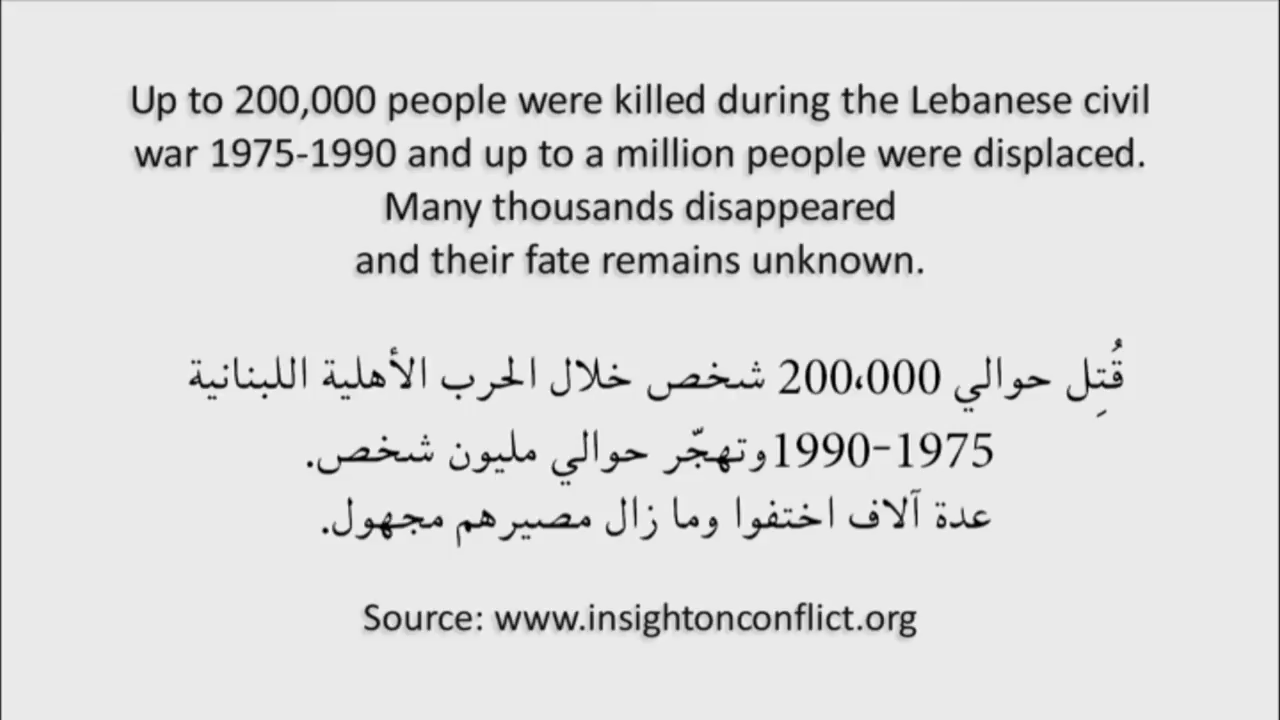 Up to 200,000 people were killed during the Lebanese civil
war 1975-1990 and up to a million people were displaced.
Many thousands disappeared
and their fate remains unknown.
قُتِل حوالي 200،000 شخص خلال الحرب الأهلية اللبنانية
1975-1990وتهجّر حوالي مليون شخص.
عدة آلاف اختفوا وما زال مصيرهم مجهول.
Source: www.insightonconflict.org